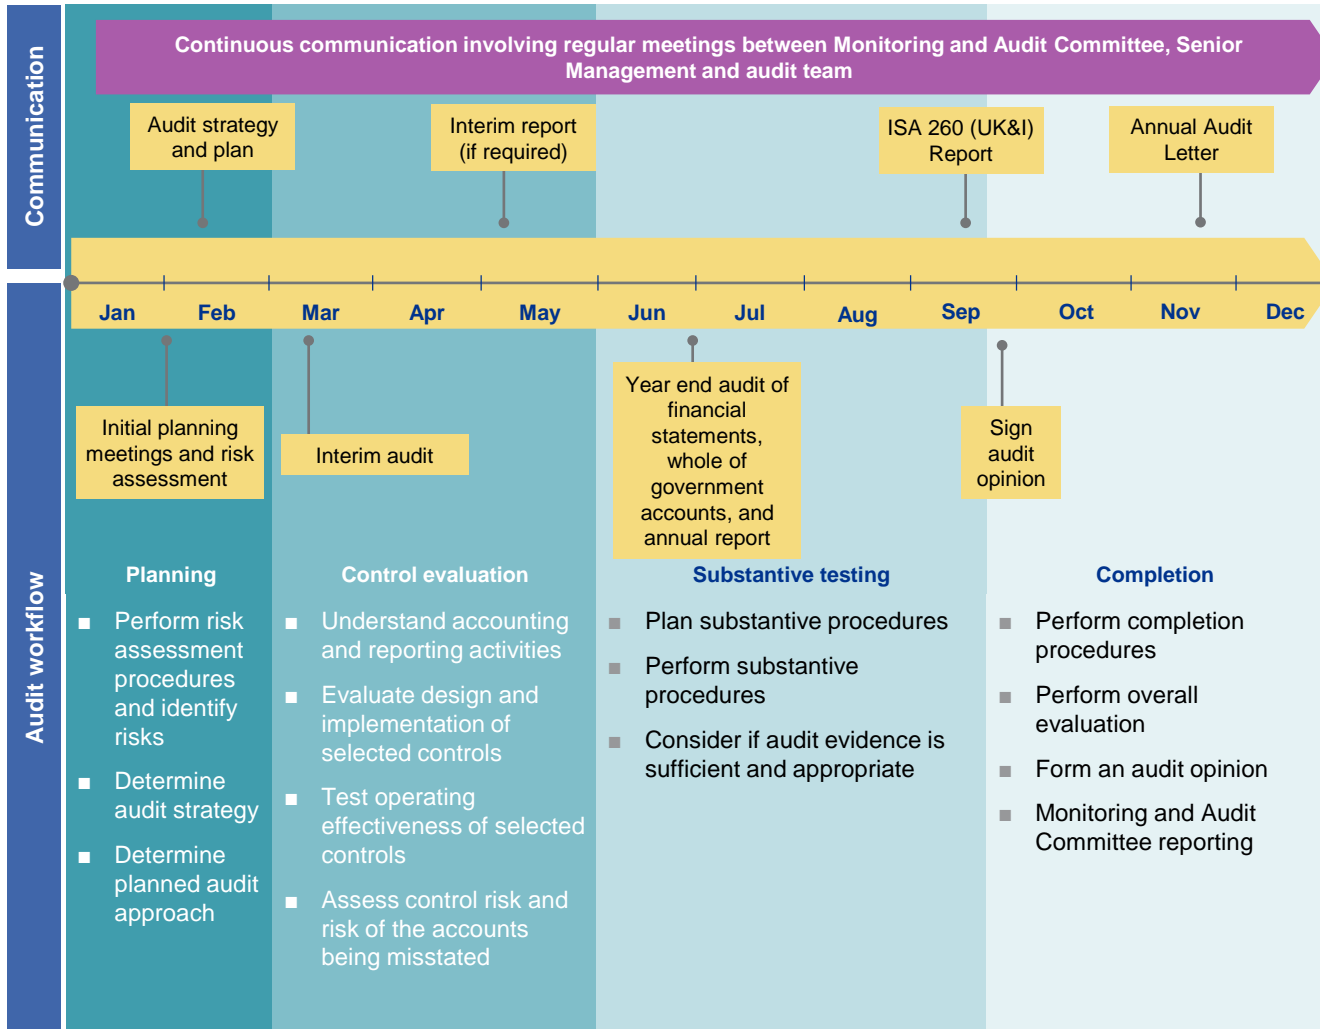 Communication
Continuous communication involving regular meetings between Monitoring and Audit Committee, Senior
Management and audit team
Audit strategy
and plan
Interim report
(if required)
ISA 260 (UK&I)
Report
Annual Audit
Letter
Jan
Feb
Mar
Apr
May
Jun
Jul
Aug
Sep
Oct
Nov
Dec
Audit workflow
Initial planning
meetings and risk
assessment
Interim audit
Year end audit of
financial
statements,
whole of
government
accounts, and
annual report
Sign
audit
opinion
Planning
Perform risk
assessment
procedures
and identify
risks
Determine
audit strategy
Determine
planned audit
approach
Control evaluation
Understand accounting
and reporting activities
Evaluate design and
implementation of
selected controls
Test operating
effectiveness of selected
controls
Assess control risk and
risk of the accounts
being misstated
Substantive testing
Plan substantive procedures
Perform substantive
procedures
Consider if audit evidence is
sufficient and appropriate
Completion
Perform completion
procedures
Perform overall
evaluation
Form an audit opinion
Monitoring and Audit
Committee reporting